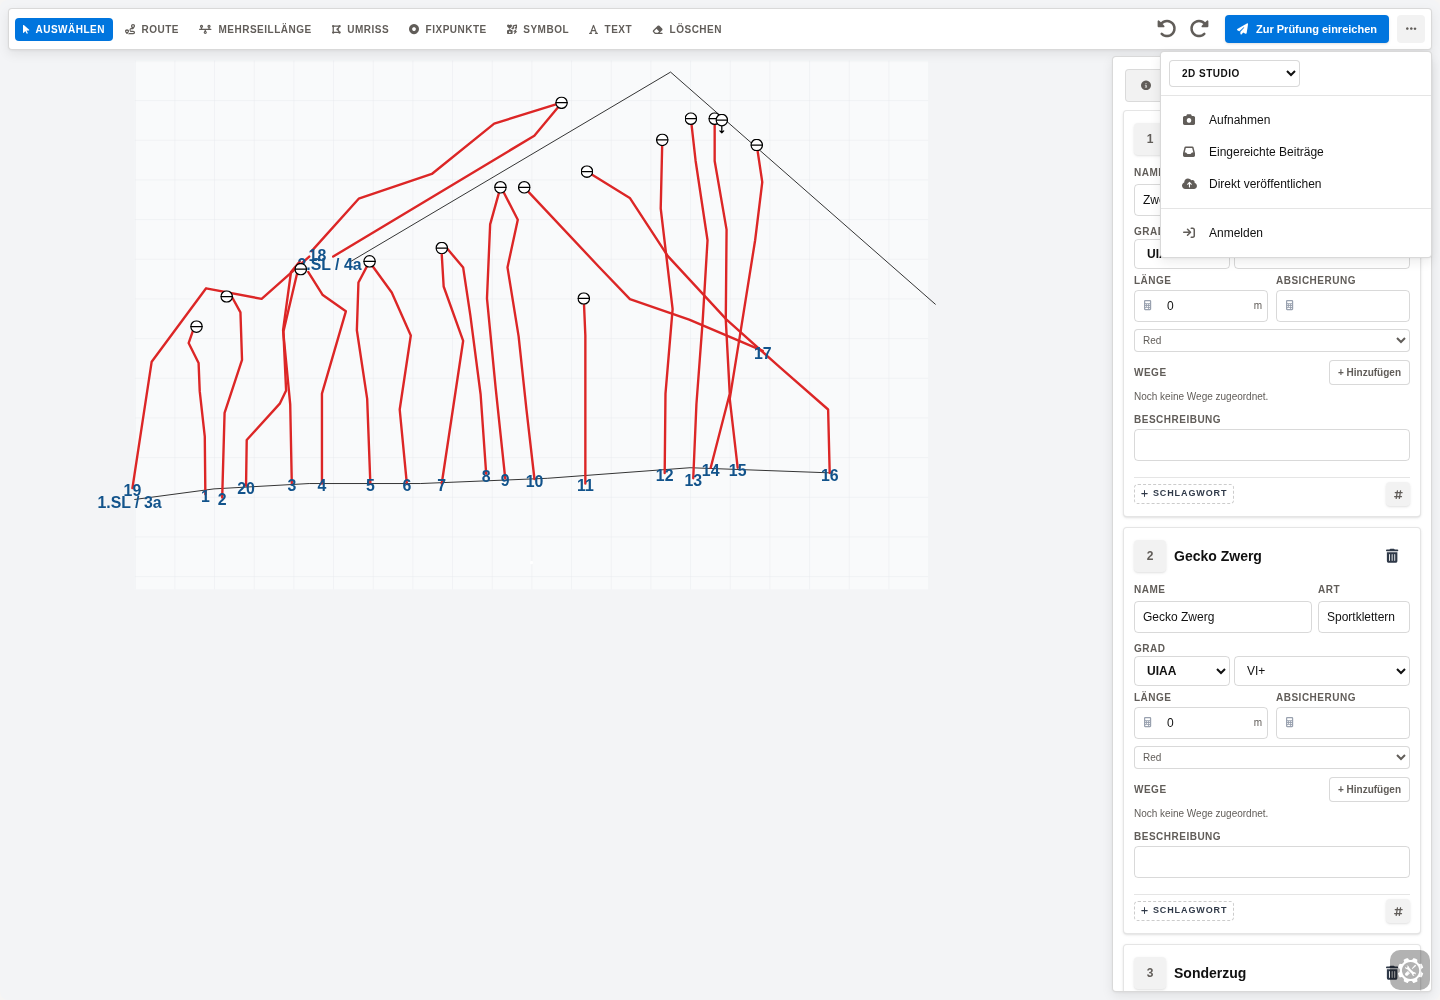 AUSWÄHLEN
ROUTE
MEHRSEILLÄNGE
UMRISS
FIXPUNKTE
SYMBOL
TEXT
LÖSCHEN
Zur Prüfung einreichen
2D STUDIO
Aufnahmen
Eingereichte Beiträge
Direkt veröffentlichen
Anmelden
18
2.SL / 4a
17
19
1.SL / 3a
1
2
20
3
4
5
6
7
8
9
10
11
12
13
14
15
16
1
LÄNGE
ABSICHERUNG
0 m
Red
WEGE
+ Hinzufügen
Noch keine Wege zugeordnet.
BESCHREIBUNG
+ SCHLAGWORT
#
2
Gecko Zwerg
NAME
ART
Gecko Zwerg
Sportklettern
GRAD
UIAA
VI+
LÄNGE
ABSICHERUNG
0 m
Red
WEGE
+ Hinzufügen
Noch keine Wege zugeordnet.
BESCHREIBUNG
+ SCHLAGWORT
#
3
Sonderzug